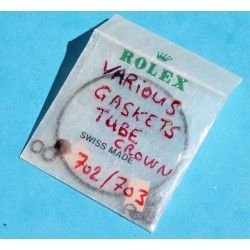 ROLEX
VARIOUS
GASKETS
TUBE
CROWN
SWISS MADE
702/703